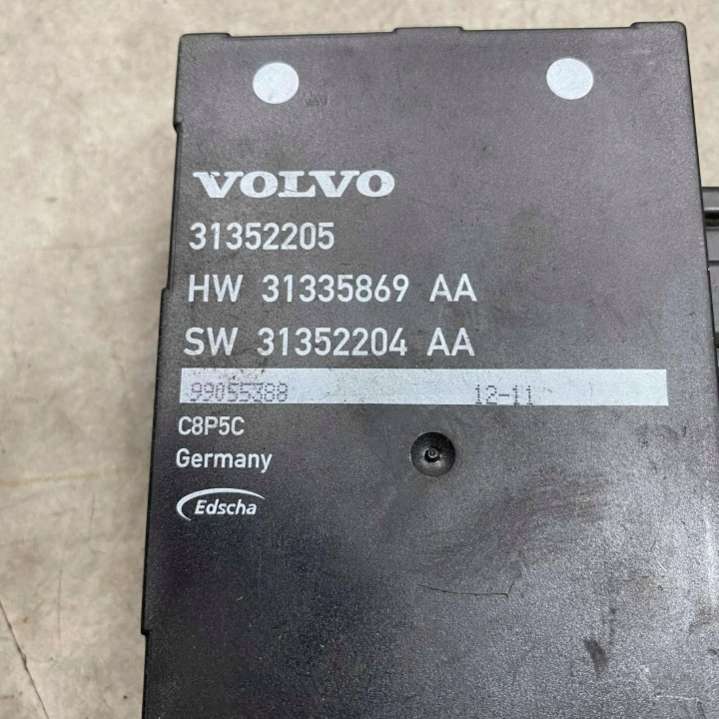 VOLVO
31352205
HW 31335869 AA
SW 31352204 AA
99055388 12-11
C8P5C
Germany
Edscha